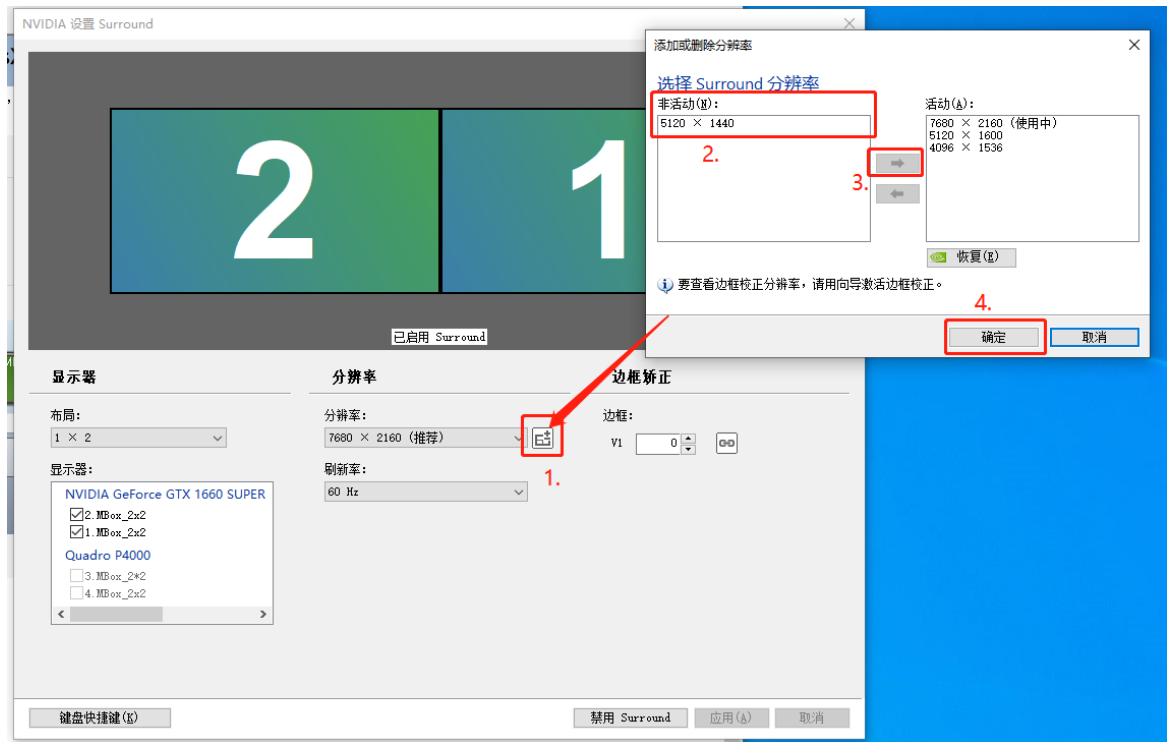 NVIDIA 设置 Surround
2
1
已启用 Surround
添加或删除分辨率
选择 Surround 分辨率
非活动(N):
5120 × 1440
2.
3.
活动(A):
7680 × 2160 (使用中)
5120 × 1600
4096 × 1536
恢复(E)
要查看边框校正分辨率，请用向导激活边框校正。
4.
确定
取消
显示器
布局:
1 × 2
显示器:
NVIDIA GeForce GTX 1660 SUPER
2.MBox_2x2
1.MBox_2x2
Quadro P4000
3.MBox_2*2
4.MBox_2x2
分辨率
分辨率:
7680 × 2160 (推荐)
1.
刷新率:
60 Hz
边框矫正
边框:
V1 0
键盘快捷键(K)
禁用 Surround
应用(A)
取消